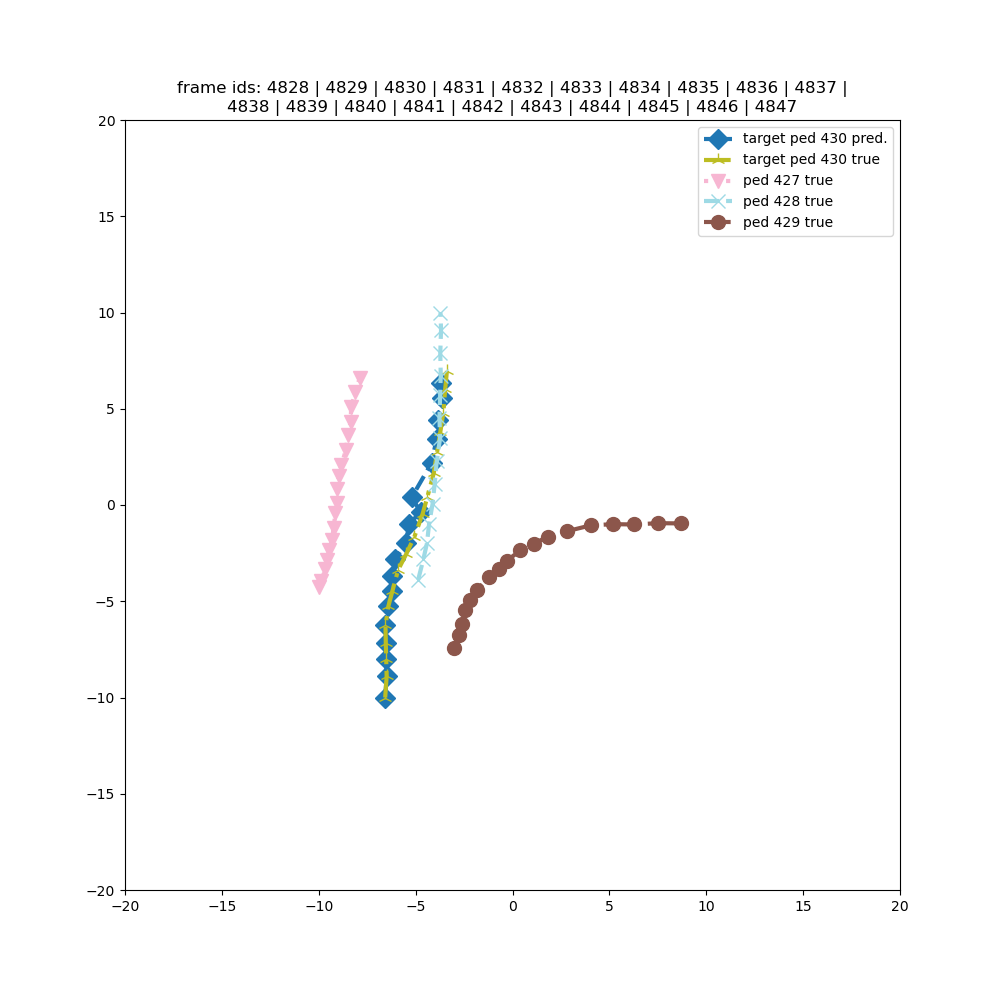 frame ids: 4828 | 4829 | 4830 | 4831 | 4832 | 4833 | 4834 | 4835 | 4836 | 4837 |
4838 | 4839 | 4840 | 4841 | 4842 | 4843 | 4844 | 4845 | 4846 | 4847
target ped 430 pred.
target ped 430 true
ped 427 true
ped 428 true
ped 429 true
20
15
10
5
0
−5
−10
−15
−20
−20 −15 −10 −5 0 5 10 15 20